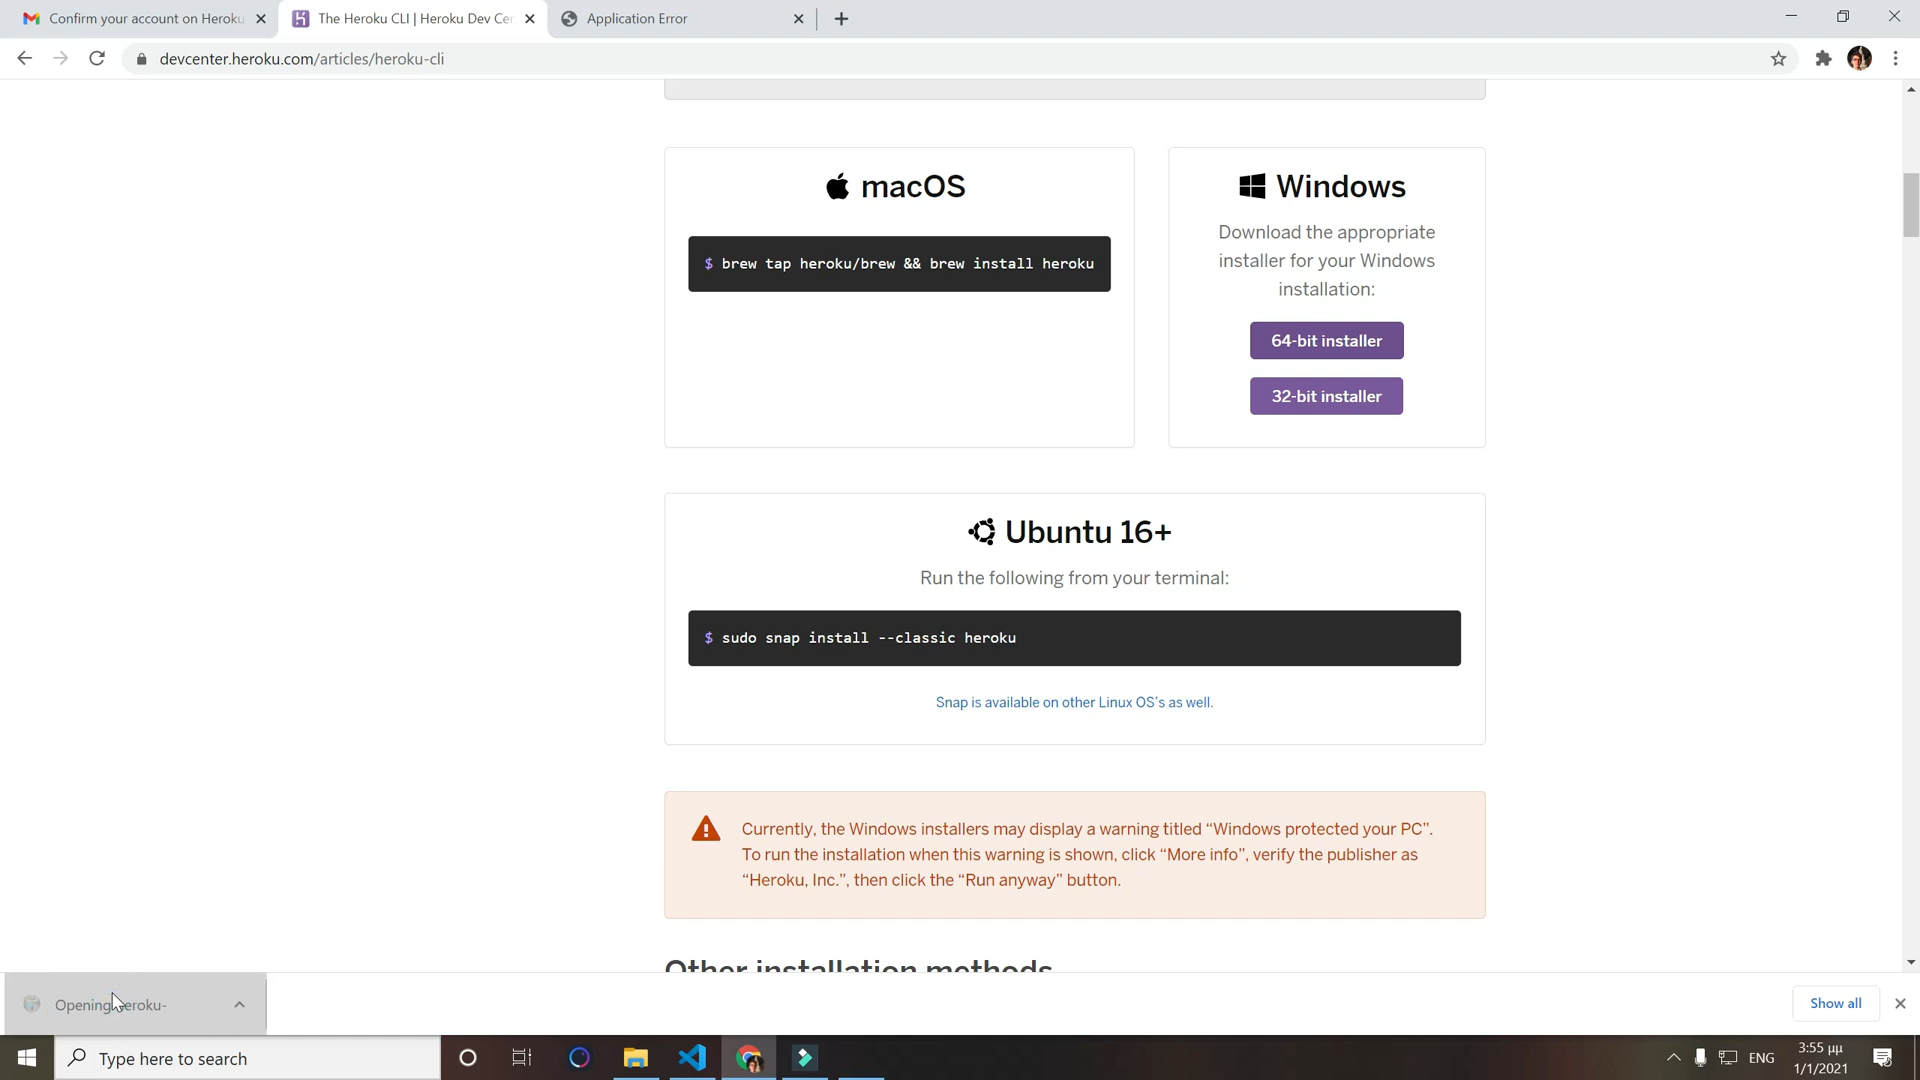 Confirm your account on Heroku
The Heroku CLI | Heroku Dev Cen
Application Error
devcenter.heroku.com/articles/heroku-cli
macOS
$ brew tap heroku/brew && brew install heroku
Windows
Download the appropriate
installer for your Windows
installation:
64-bit installer
32-bit installer
Ubuntu 16+
Run the following from your terminal:
$ sudo snap install --classic heroku
Snap is available on other Linux OS's as well.
Currently, the Windows installers may display a warning titled “Windows protected your PC”.
To run the installation when this warning is shown, click “More info”, verify the publisher as
“Heroku, Inc.”, then click the “Run anyway” button.
Other installation methods
Opening heroku-
Show all
Type here to search
ENG
3:55 μμ
1/1/2021